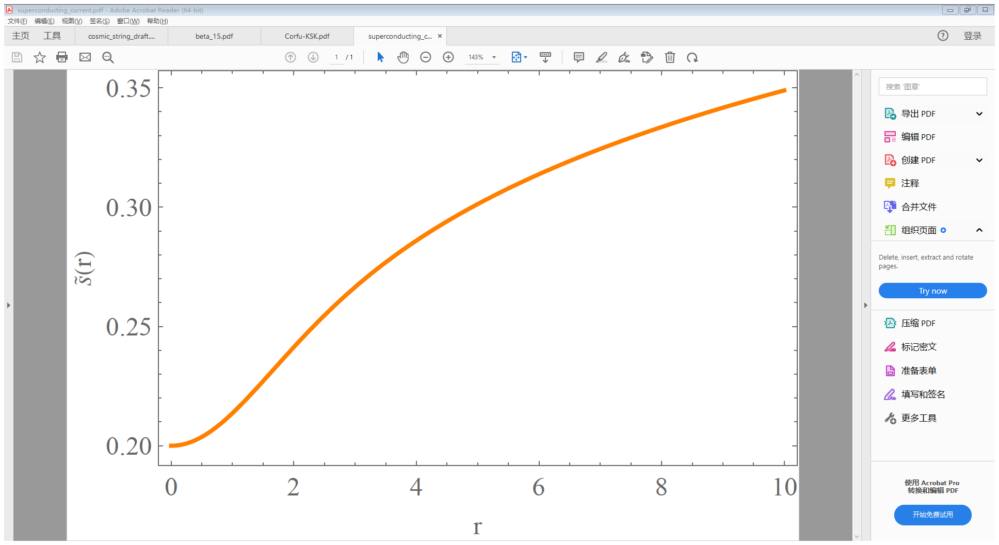 superconducting_current.pdf - Adobe Acrobat Reader (64-bit)
文件(F) 编辑(E) 视图(V) 签名(S) 窗口(W) 帮助(H)
主页 工具 cosmic_string_draft.... beta_15.pdf Corfu-KSK.pdf superconducting_c... × ? 登录
1 / 1 143%
搜索 '图章'
导出 PDF
编辑 PDF
创建 PDF
注释
合并文件
组织页面
Delete, insert, extract and rotate
pages.
Try now
压缩 PDF
标记密文
准备表单
填写和签名
更多工具
使用 Acrobat Pro
转换和编辑 PDF
开始免费试用
0.35
0.30
0.25
0.20
s̃(r)
0 2 4 6 8 10
r